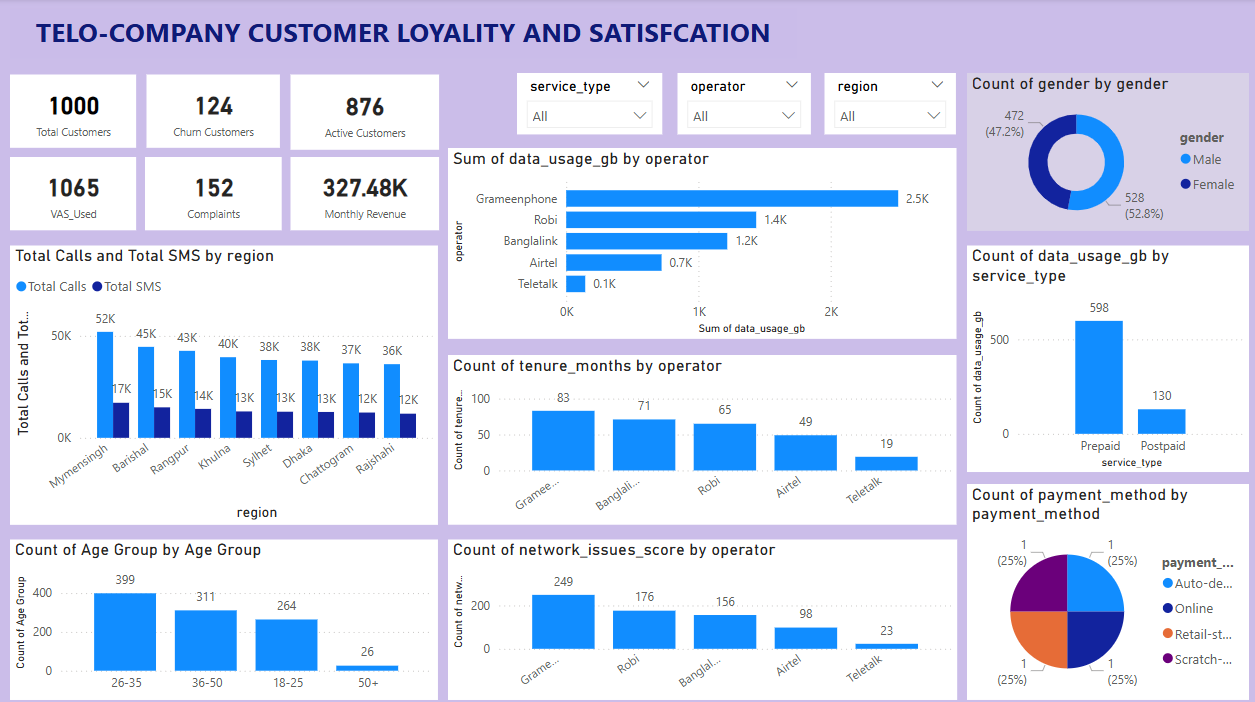 TELO-COMPANY CUSTOMER LOYALITY AND SATISFCATION
1000
Total Customers
124
Churn Customers
876
Active Customers
1065
VAS_Used
152
Complaints
327.48K
Monthly Revenue
service_type
All
operator
All
region
All
Count of gender by gender
472
(47.2%)
528
(52.8%)
gender
Male
Female
Sum of data_usage_gb by operator
operator
Grameenphone
2.5K
Robi
1.4K
Banglalink
1.2K
Airtel
0.7K
Teletalk
0.1K
0K
1K
2K
Sum of data_usage_gb
Total Calls and Total SMS by region
Total Calls
Total SMS
Total Calls and Tot...
50K
0K
52K
17K
45K
15K
43K
14K
40K
13K
38K
13K
38K
13K
37K
12K
36K
12K
Mymensingh
Barishal
Rangpur
Khulna
Sylhet
Dhaka
Chattogram
Rajshahi
region
Count of data_usage_gb by
service_type
Count of data_usage_gb
500
0
598
130
Prepaid
Postpaid
service_type
Count of tenure_months by operator
Count of tenure...
100
50
0
83
71
65
49
19
Gramee...
Banglali...
Robi
Airtel
Teletalk
Count of payment_method by
payment_method
1
(25%)
1
(25%)
1
(25%)
1
(25%)
payment_...
Auto-de...
Online
Retail-st...
Scratch-...
Count of Age Group by Age Group
Count of Age Group
400
200
0
399
311
264
26
26-35
36-50
18-25
50+
Count of network_issues_score by operator
Count of netw...
200
0
249
176
156
98
23
Grame...
Robi
Banglal...
Airtel
Teletalk